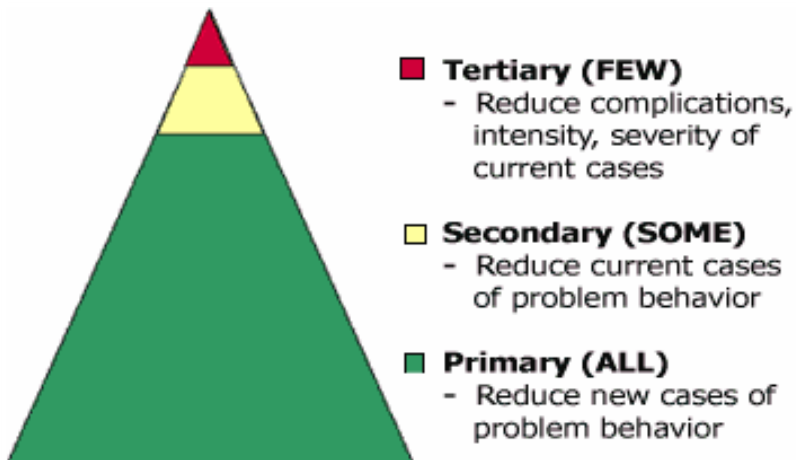 Tertiary (FEW)
- Reduce complications,
intensity, severity of
current cases
Secondary (SOME)
- Reduce current cases
of problem behavior
Primary (ALL)
- Reduce new cases of
problem behavior